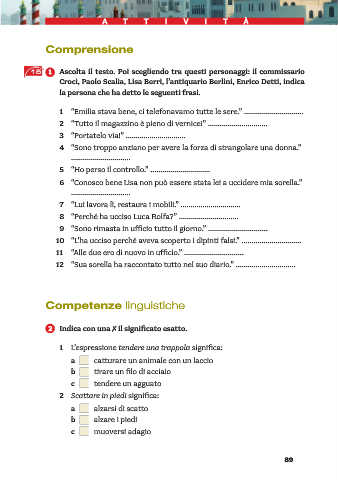 ATTIVITÀ
Comprensione
18 1 Ascolta il testo. Poi scegliendo tra questi personaggi: il commissario
Croci, Paolo Scalla, Lisa Borri, l'antiquario Berlini, Enrico Detti, indica
la persona che ha detto le seguenti frasi.
1 "Emilia stava bene, ci telefonavamo tutte le sere." ..............................
2 "Tutto il magazzino è pieno di vernice!" ..............................
3 "Portatelo via!" ..............................
4 "Sono troppo anziano per avere la forza di strangolare una donna."
..............................
5 "Ho perso il controllo." ..............................
6 "Conosco bene Lisa non può essere stata lei a uccidere mia sorella."
..............................
7 "Lui lavora lì, restaura i mobili." ..............................
8 "Perché ha ucciso Luca Rolfa?" ..............................
9 "Sono rimasta in ufficio tutto il giorno." ..............................
10 "L'ha ucciso perché aveva scoperto i dipinti falsi." ..............................
11 "Alle due ero di nuovo in ufficio." ..............................
12 "Sua sorella ha raccontato tutto nel suo diario." ..............................
Competenze linguistiche
2 Indica con una ✗ il significato esatto.
1 L'espressione tendere una trappola significa:
a catturare un animale con un laccio
b tirare un filo di acciaio
c tendere un agguato
2 Scattare in piedi significa:
a alzarsi di scatto
b alzare i piedi
c muoversi adagio
89